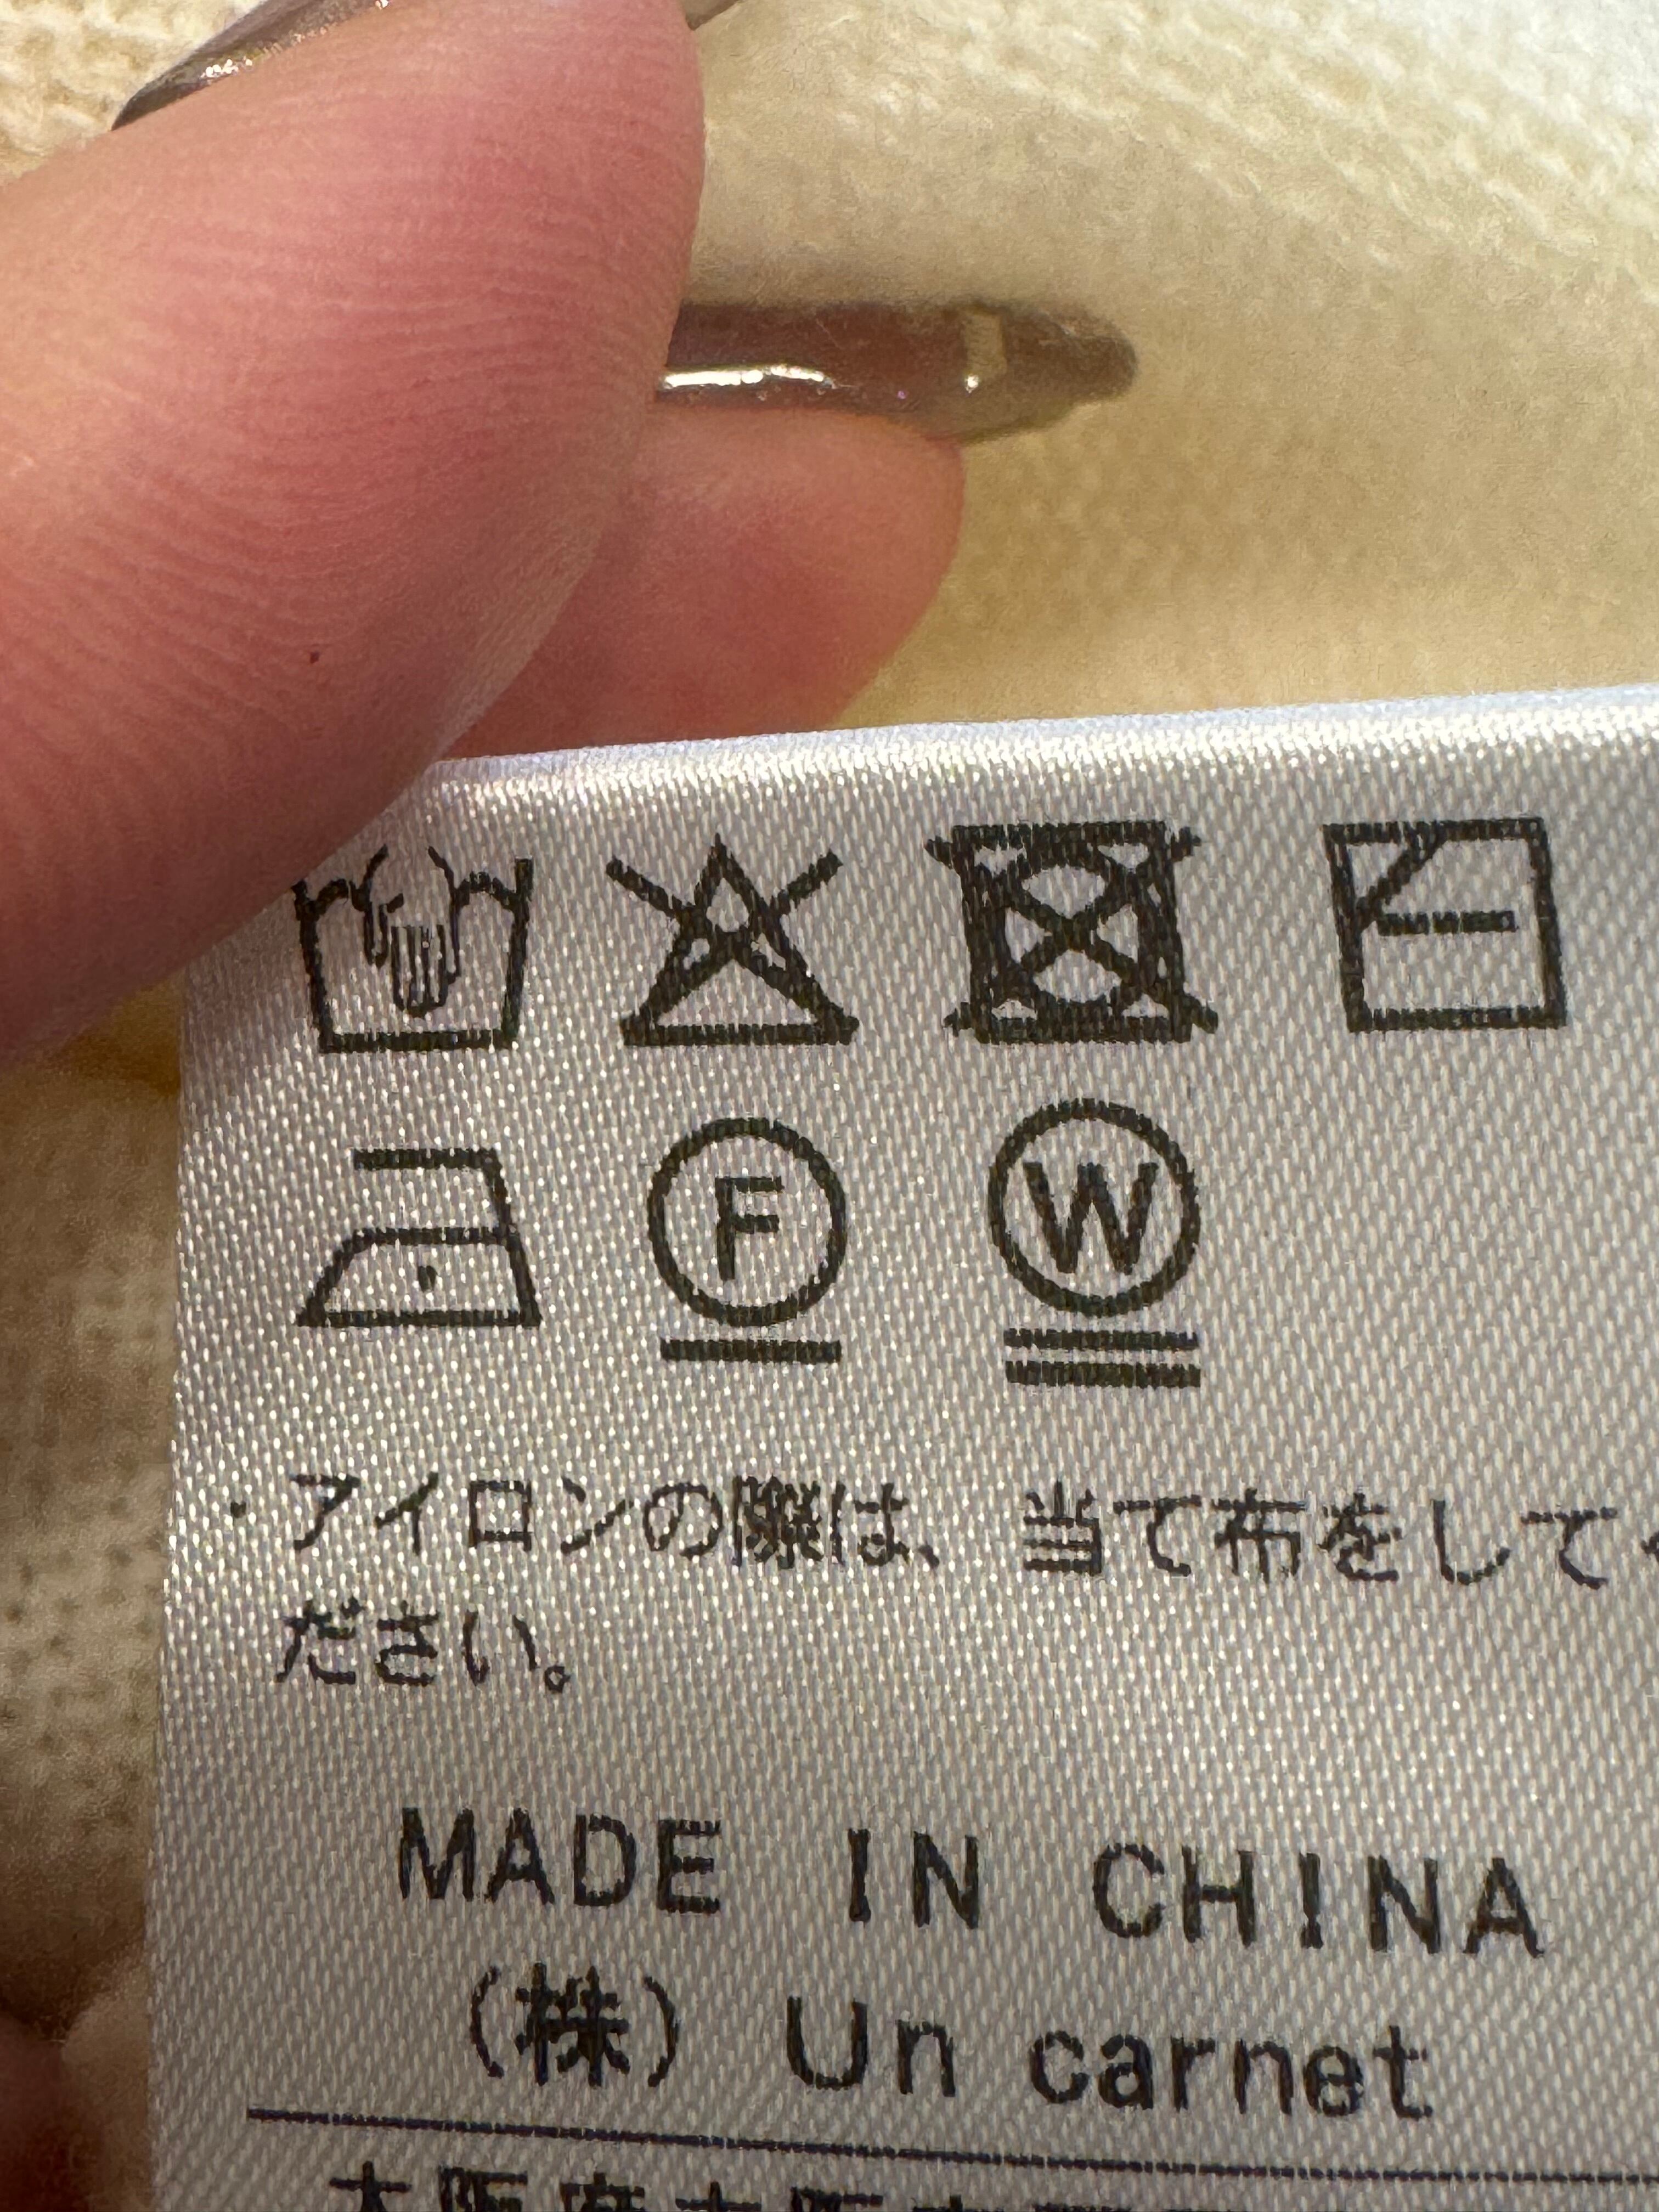 F W
・アイロンの際は、当て布をして
ださい。
MADE IN CHINA
(株) Un carnet